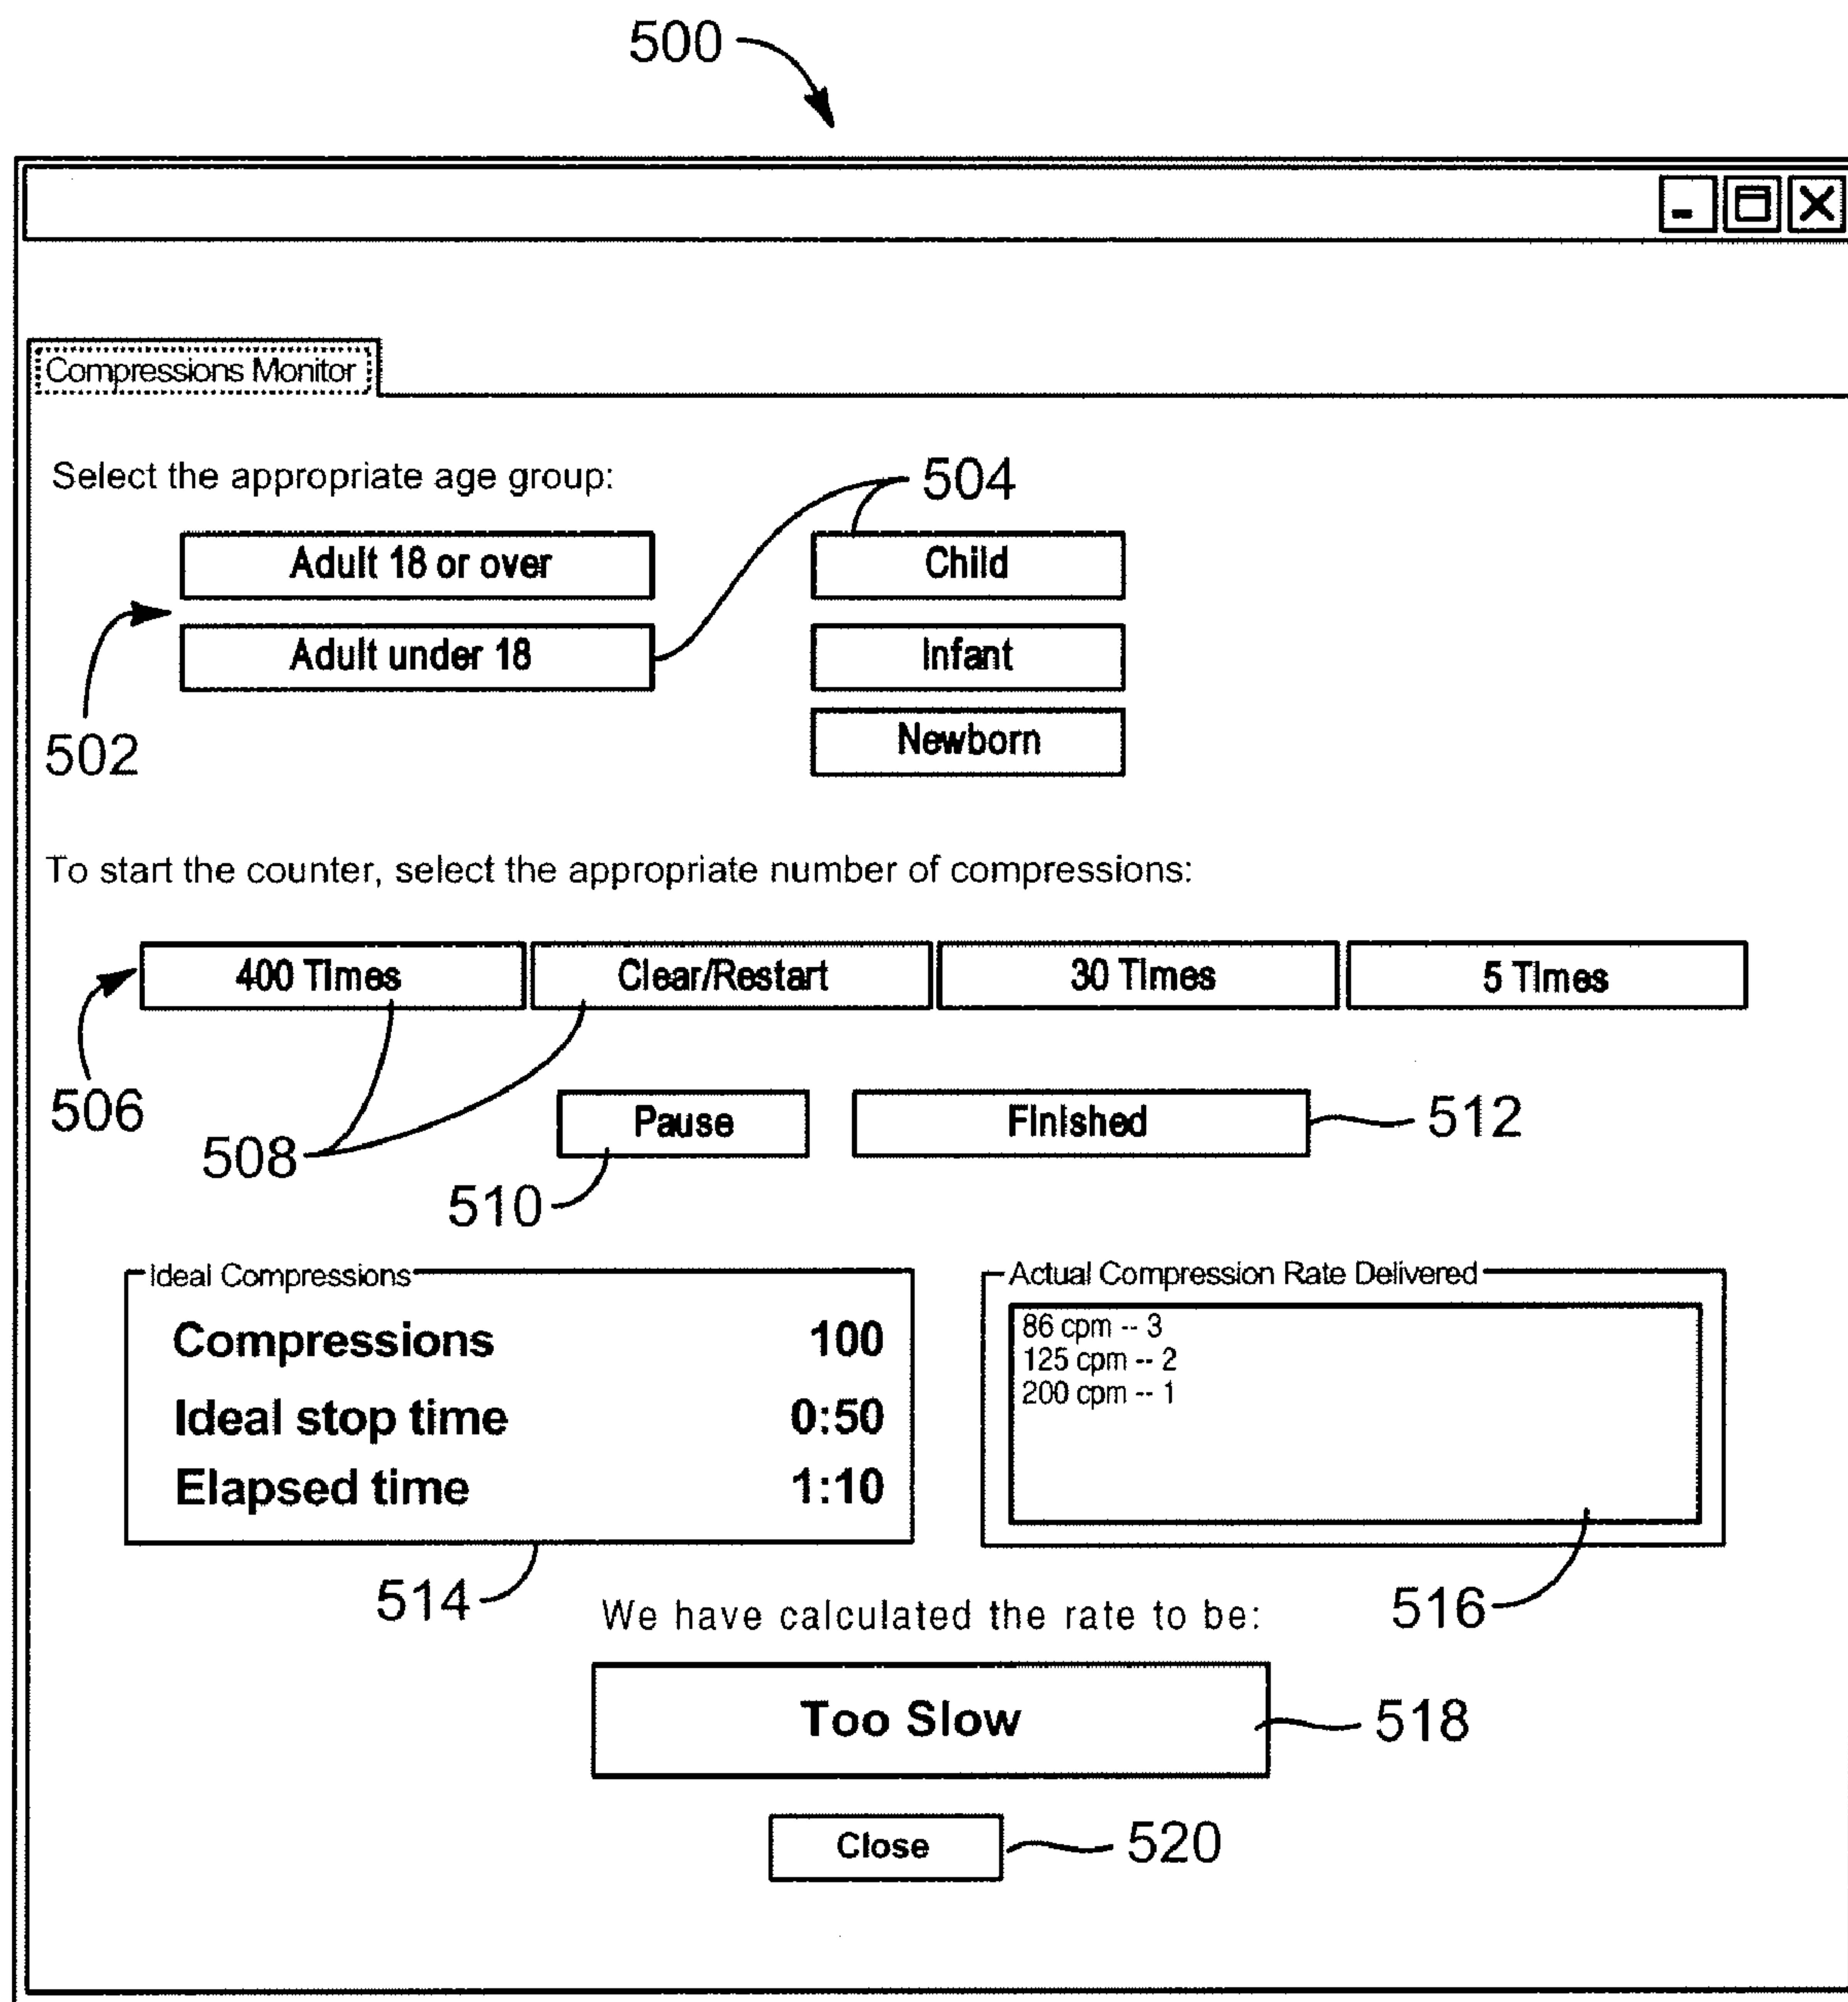 500
Compressions Monitor
Select the appropriate age group:
504
Adult 18 or over
Child
Adult under 18
Infant
502
Newborn
To start the counter, select the appropriate number of compressions:
400 Times
Clear/Restart
30 Times
5 Times
506
Pause
Finished
512
508
510
Ideal Compressions
Compressions 100
Ideal stop time 0:50
Elapsed time 1:10
Actual Compression Rate Delivered
86 cpm -- 3
125 cpm -- 2
200 cpm -- 1
514
516
We have calculated the rate to be:
Too Slow
518
Close
520